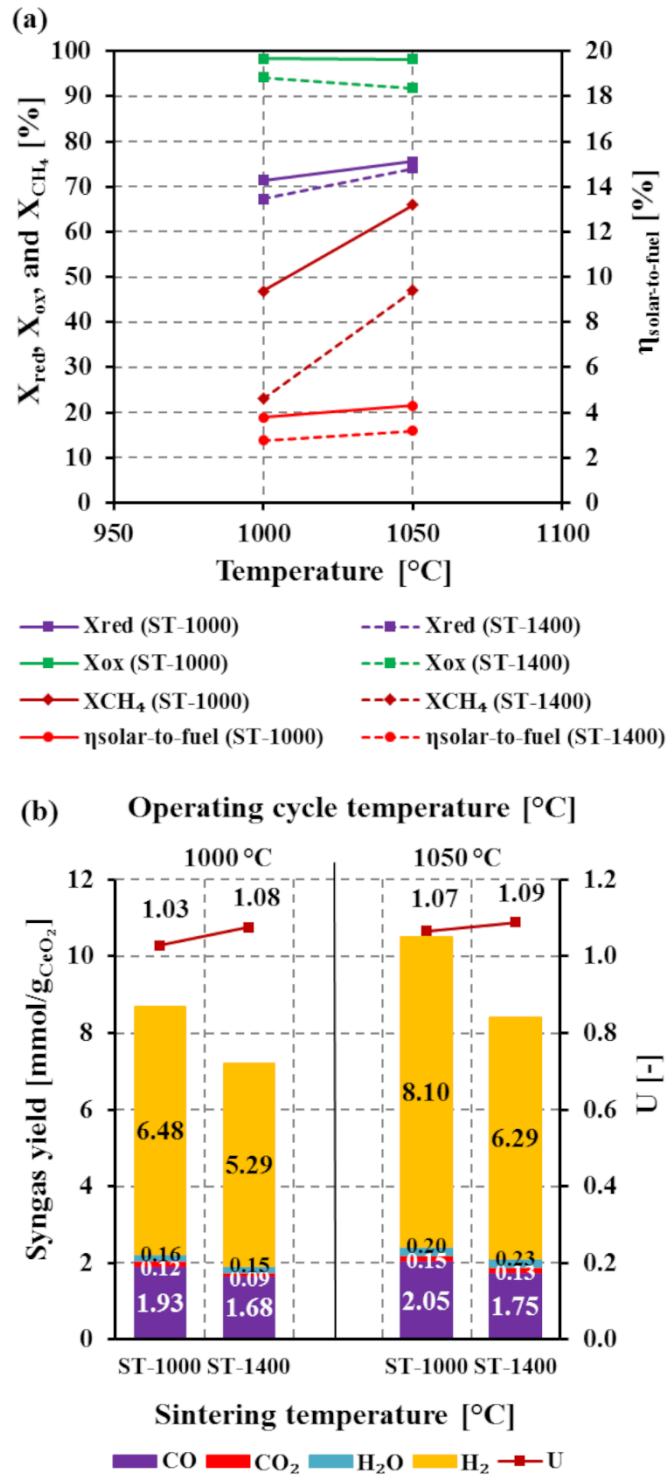 (a)
100
90
80
70
60
50
40
30
20
10
0
20
18
16
14
12
10
8
6
4
2
0
X_red, X_ox, and X_CH₄ [%]
η_solar-to-fuel [%]
950 1000 1050 1100
Temperature [°C]
Xred (ST-1000) Xred (ST-1400)
Xox (ST-1000) Xox (ST-1400)
XCH₄ (ST-1000) XCH₄ (ST-1400)
ηsolar-to-fuel (ST-1000) ηsolar-to-fuel (ST-1400)
(b) Operating cycle temperature [°C]
1000 °C 1050 °C
12
10
8
6
4
2
0
1.2
1.0
0.8
0.6
0.4
0.2
0.0
Syngas yield [mmol/g_CeO₂]
U [-]
1.03 1.08 1.07 1.09
6.48 5.29 8.10 6.29
0.16 0.15 0.20 0.23
0.12 0.09 0.15 0.13
1.93 1.68 2.05 1.75
ST-1000 ST-1400 ST-1000 ST-1400
Sintering temperature [°C]
CO CO₂ H₂O H₂ U